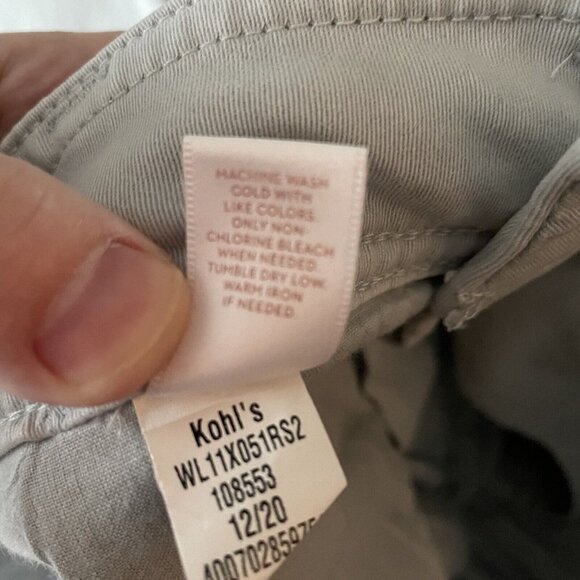 MACHINE WASH
COLD WITH
LIKE COLORS.
ONLY NON-
CHLORINE BLEACH
WHEN NEEDED.
TUMBLE DRY LOW.
WARM IRON
IF NEEDED.
Kohl's
WL11X051RS2
108553
12/20